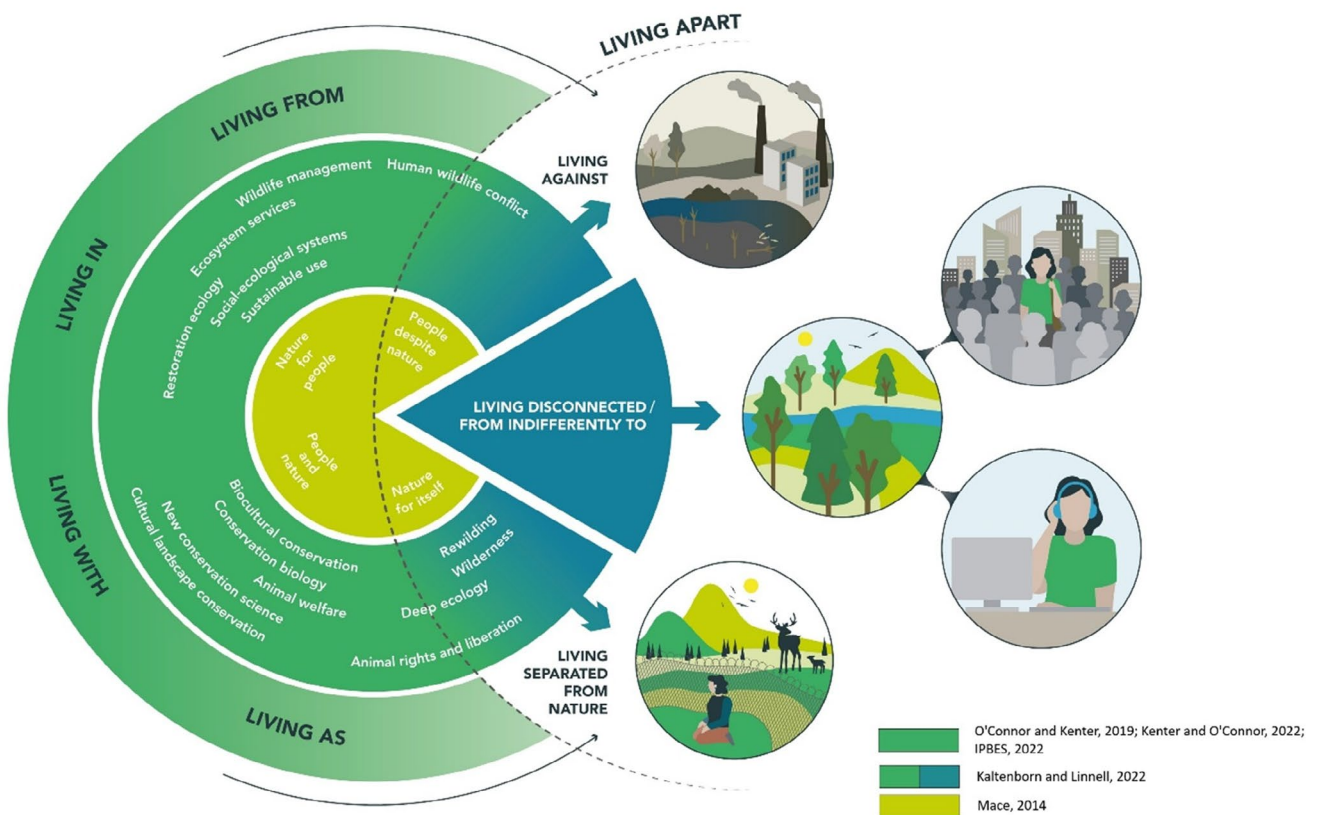 LIVING APART
LIVING FROM
LIVING IN
LIVING WITH
LIVING AS
Wildlife management
Human wildlife conflict
Ecosystem services
Social-ecological systems
Restoration ecology
Sustainable use
Nature
for
people
People
despite
nature
People
and
nature
Nature
for itself
LIVING
AGAINST
LIVING DISCONNECTED /
FROM INDIFFERENTLY TO
Biocultural conservation
Conservation biology
Animal welfare
New conservation science
Cultural landscape conservation
Rewilding
Wilderness
Deep ecology
Animal rights and liberation
LIVING
SEPARATED
FROM
NATURE
O'Connor and Kenter, 2019; Kenter and O'Connor, 2022;
IPBES, 2022
Kaltenborn and Linnell, 2022
Mace, 2014